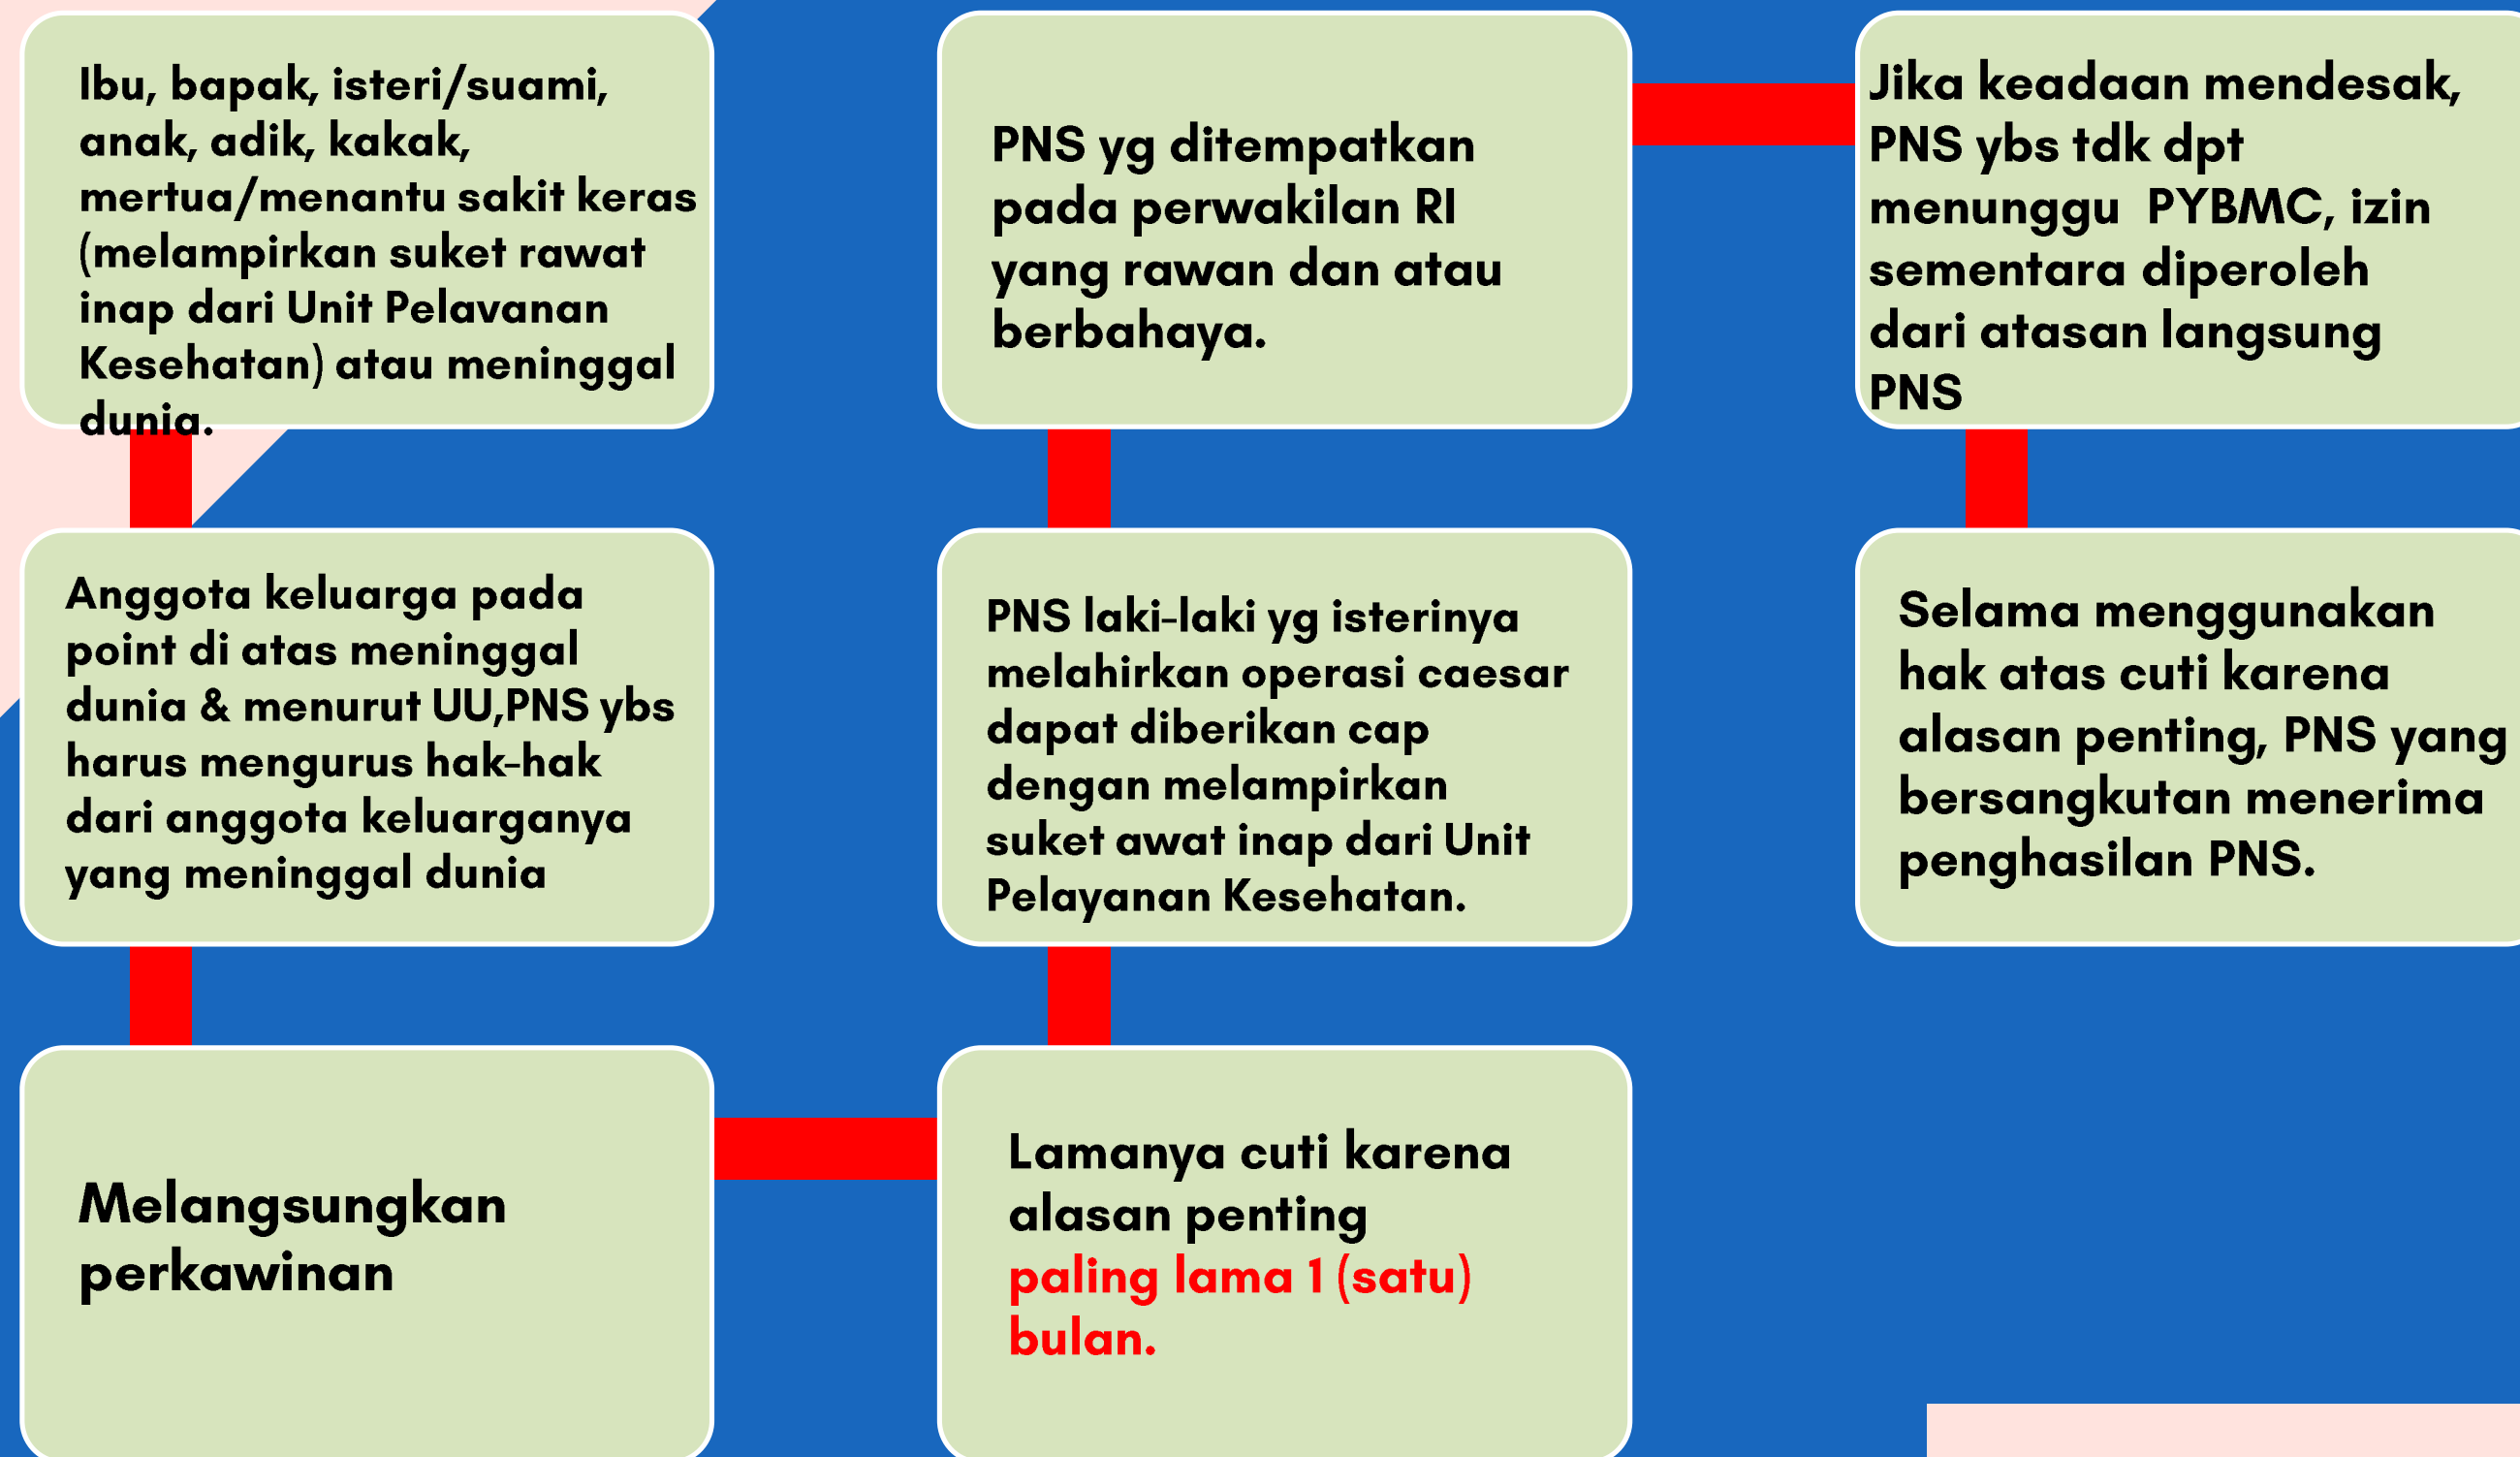 Ibu, bapak, isteri/suami,
anak, adik, kakak,
mertua/menantu sakit keras
(melampirkan suket rawat
inap dari Unit Pelavanan
Kesehatan) atau meninggal
dunia.
Anggota keluarga pada
point di atas meninggal
dunia & menurut UU,PNS ybs
harus mengurus hak-hak
dari anggota keluarganya
yang meninggal dunia
Melangsungkan
perkawinan
Lamanya cuti karena
alasan penting
paling lama 1 (satu)
bulan.
PNS laki-laki yg isterinya
melahirkan operasi caesar
dapat diberikan cap
dengan melampirkan
suket awat inap dari Unit
Pelayanan Kesehatan.
PNS yg ditempatkan
pada perwakilan RI
yang rawan dan atau
berbahaya.
Jika keadaan mendesak,
PNS ybs tdk dpt
menunggu PYBMC, izin
sementara diperoleh
dari atasan langsung
PNS
Selama menggunakan
hak atas cuti karena
alasan penting, PNS yang
bersangkutan menerima
penghasilan PNS.